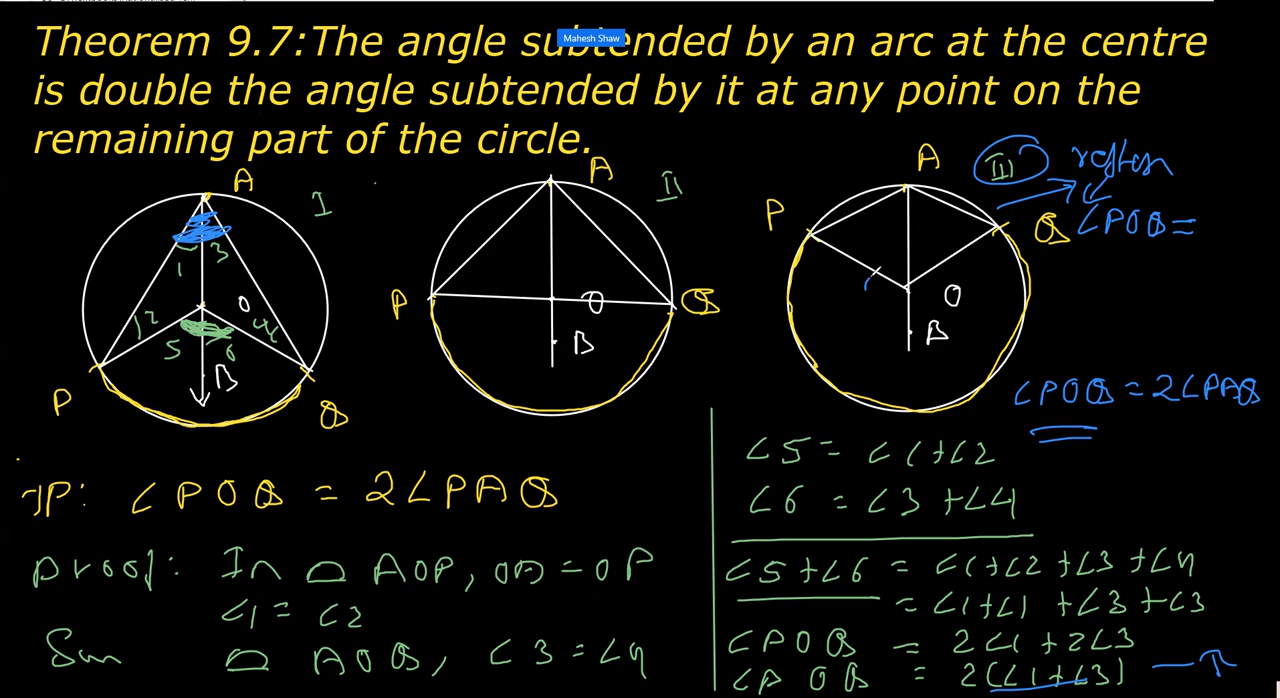 Theorem 9.7:The angle subtended by an arc at the centre
Mahesh Shaw
is double the angle subtended by it at any point on the
remaining part of the circle.
A
I
1 3
O
2 4
5 6
B
P
Q
A
II
P
O
Q
B
A
III
P
Q
∠POQ =
O
B
∠POQ = 2∠PAQ
TP: ∠POQ = 2∠PAQ
Proof: In △ AOP, OA = OP
∠1 = ∠2
△ AOQ, ∠3 = ∠4
∠5 = ∠1+∠2
∠6 = ∠3 +∠4
∠5+∠6 = ∠1+∠2 +∠3 +∠4
= ∠1+∠1 +∠3 +∠3
∠POQ = 2∠1 +2∠3
∠POQ = 2(∠1+∠3) — I